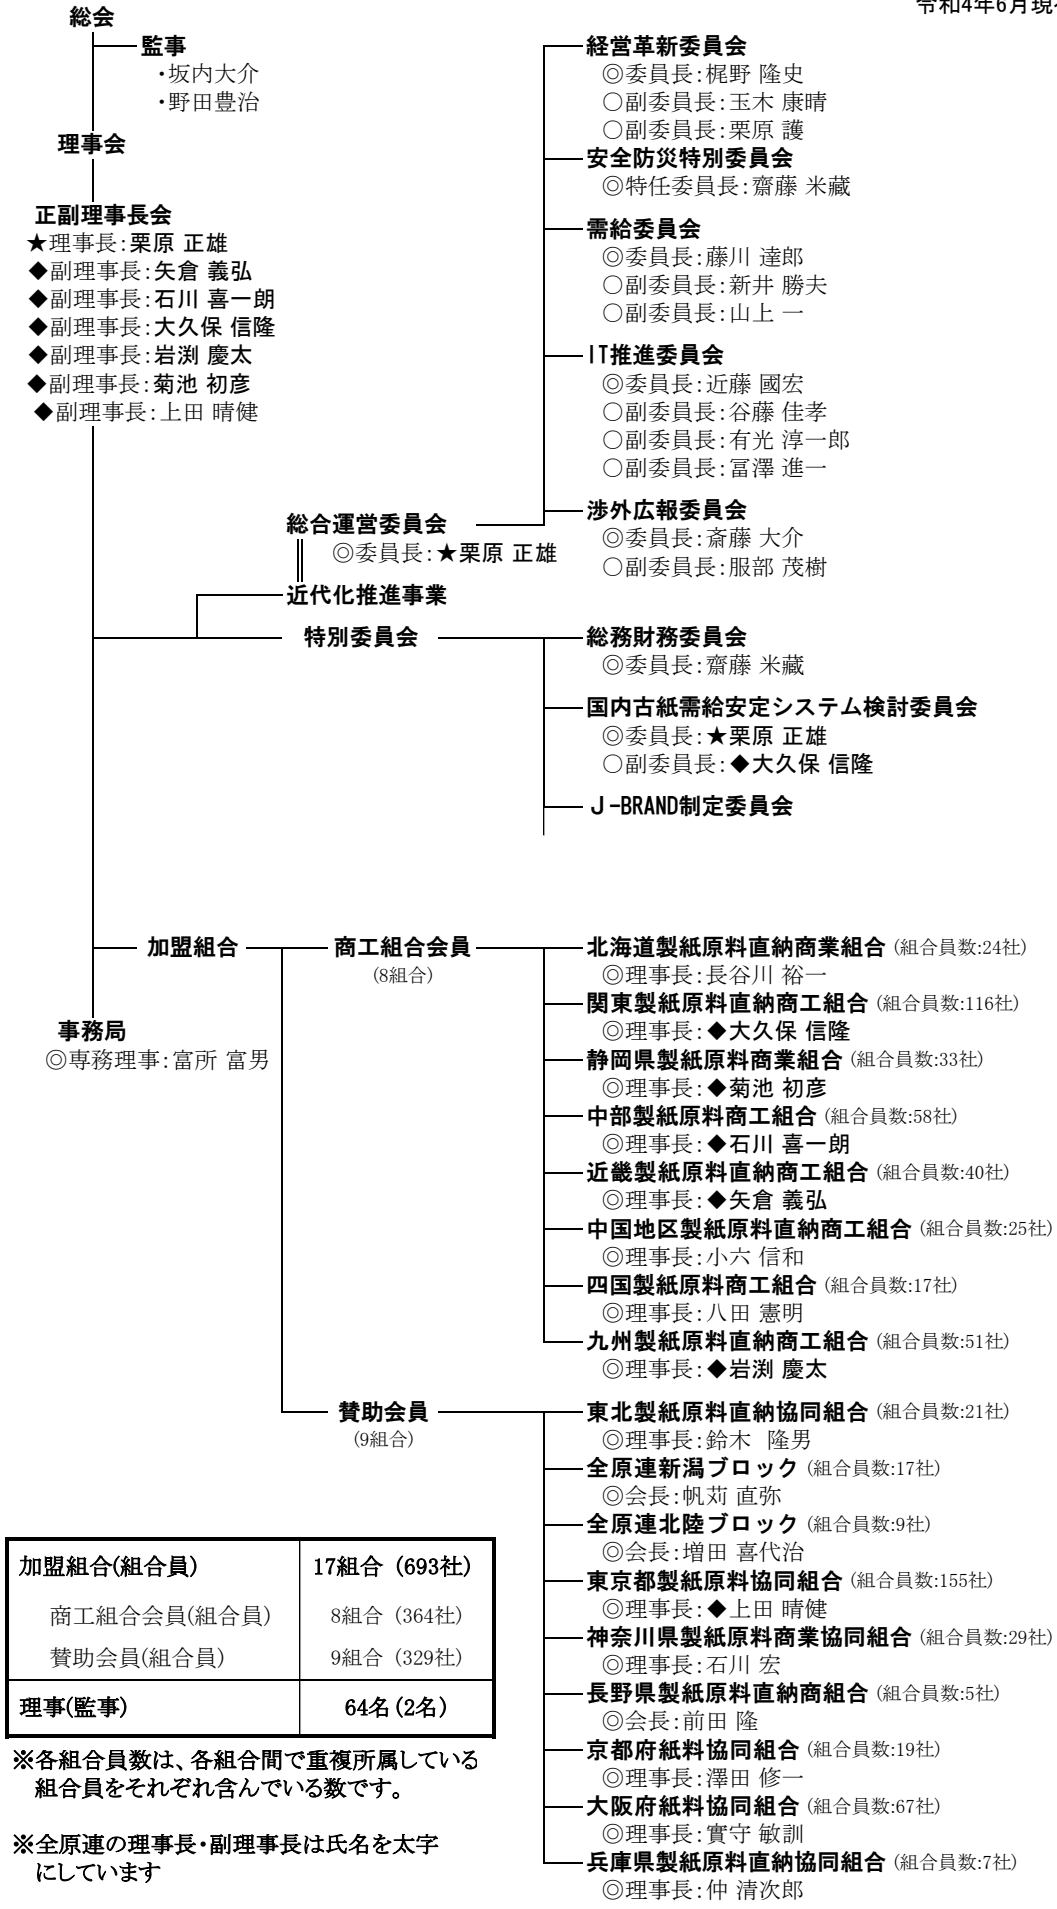 令和4年6月現
総会
監事
・坂内大介
・野田豊治
理事会
正副理事長会
★理事長：栗原 正雄
◆副理事長：矢倉 義弘
◆副理事長：石川 喜一朗
◆副理事長：大久保 信隆
◆副理事長：岩渕 慶太
◆副理事長：菊池 初彦
◆副理事長：上田 晴健
経営革新委員会
◎委員長：梶野 隆史
○副委員長：玉木 康晴
○副委員長：栗原 護
安全防災特別委員会
◎特任委員長：齋藤 米藏
需給委員会
◎委員長：藤川 達郎
○副委員長：新井 勝夫
○副委員長：山上 一
IT推進委員会
◎委員長：近藤 國宏
○副委員長：谷藤 佳孝
○副委員長：有光 淳一郎
○副委員長：冨澤 進一
渉外広報委員会
◎委員長：斎藤 大介
○副委員長：服部 茂樹
総合運営委員会
◎委員長：★栗原 正雄
近代化推進事業
特別委員会
総務財務委員会
◎委員長：齋藤 米藏
国内古紙需給安定システム検討委員会
◎委員長：★栗原 正雄
○副委員長：◆大久保 信隆
Ｊ-BRAND制定委員会
加盟組合
商工組合会員
(8組合)
北海道製紙原料直納商業組合 (組合員数:24社)
◎理事長：長谷川 裕一
関東製紙原料直納商工組合 (組合員数:116社)
◎理事長：◆大久保 信隆
静岡県製紙原料商業組合 (組合員数:33社)
◎理事長：◆菊池 初彦
中部製紙原料商工組合 (組合員数:58社)
◎理事長：◆石川 喜一朗
近畿製紙原料直納商工組合 (組合員数:40社)
◎理事長：◆矢倉 義弘
中国地区製紙原料直納商工組合 (組合員数:25社)
◎理事長：小六 信和
四国製紙原料商工組合 (組合員数:17社)
◎理事長：八田 憲明
九州製紙原料直納商工組合 (組合員数:51社)
◎理事長：◆岩渕 慶太
事務局
◎専務理事：富所 富男
賛助会員
(9組合)
東北製紙原料直納協同組合 (組合員数:21社)
◎理事長：鈴木 隆男
全原連新潟ブロック (組合員数:17社)
◎会長：帆苅 直弥
全原連北陸ブロック (組合員数:9社)
◎会長：増田 喜代治
東京都製紙原料協同組合 (組合員数:155社)
◎理事長：◆上田 晴健
神奈川県製紙原料商業協同組合 (組合員数:29社)
◎理事長：石川 宏
長野県製紙原料直納商組合 (組合員数:5社)
◎会長：前田 隆
京都府紙料協同組合 (組合員数:19社)
◎理事長：澤田 修一
大阪府紙料協同組合 (組合員数:67社)
◎理事長：實守 敏訓
兵庫県製紙原料直納協同組合 (組合員数:7社)
◎理事長：仲 清次郎
加盟組合(組合員) 17組合 (693社)
商工組合会員(組合員) 8組合 (364社)
賛助会員(組合員) 9組合 (329社)
理事(監事) 64名(2名)
※各組合員数は、各組合間で重複所属している
組合員をそれぞれ含んでいる数です。
※全原連の理事長・副理事長は氏名を太字
にしています